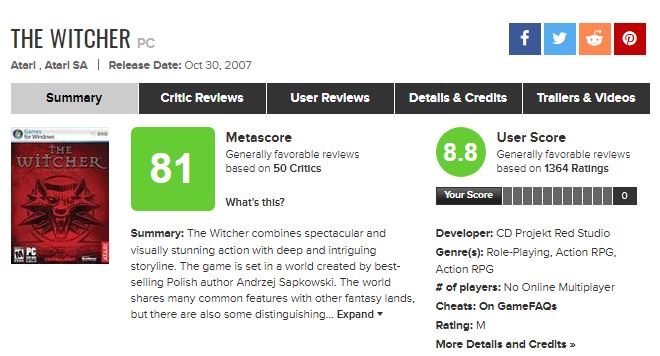 THE WITCHER PC
Atari , Atari SA | Release Date: Oct 30, 2007
Summary
Critic Reviews
User Reviews
Details & Credits
Trailers & Videos
Games
for Windows
PC DVD
THE
WITCHER
PC
ATARI
81
Metascore
Generally favorable reviews
based on 50 Critics
What's this?
Summary: The Witcher combines spectacular and
visually stunning action with deep and intriguing
storyline. The game is set in a world created by best-
selling Polish author Andrzej Sapkowski. The world
shares many common features with other fantasy lands,
but there are also some distinguishing... Expand
8.8
User Score
Generally favorable reviews
based on 1364 Ratings
Your Score
0
Developer: CD Projekt Red Studio
Genre(s): Role-Playing, Action RPG,
Action RPG
# of players: No Online Multiplayer
Cheats: On GameFAQs
Rating: M
More Details and Credits »